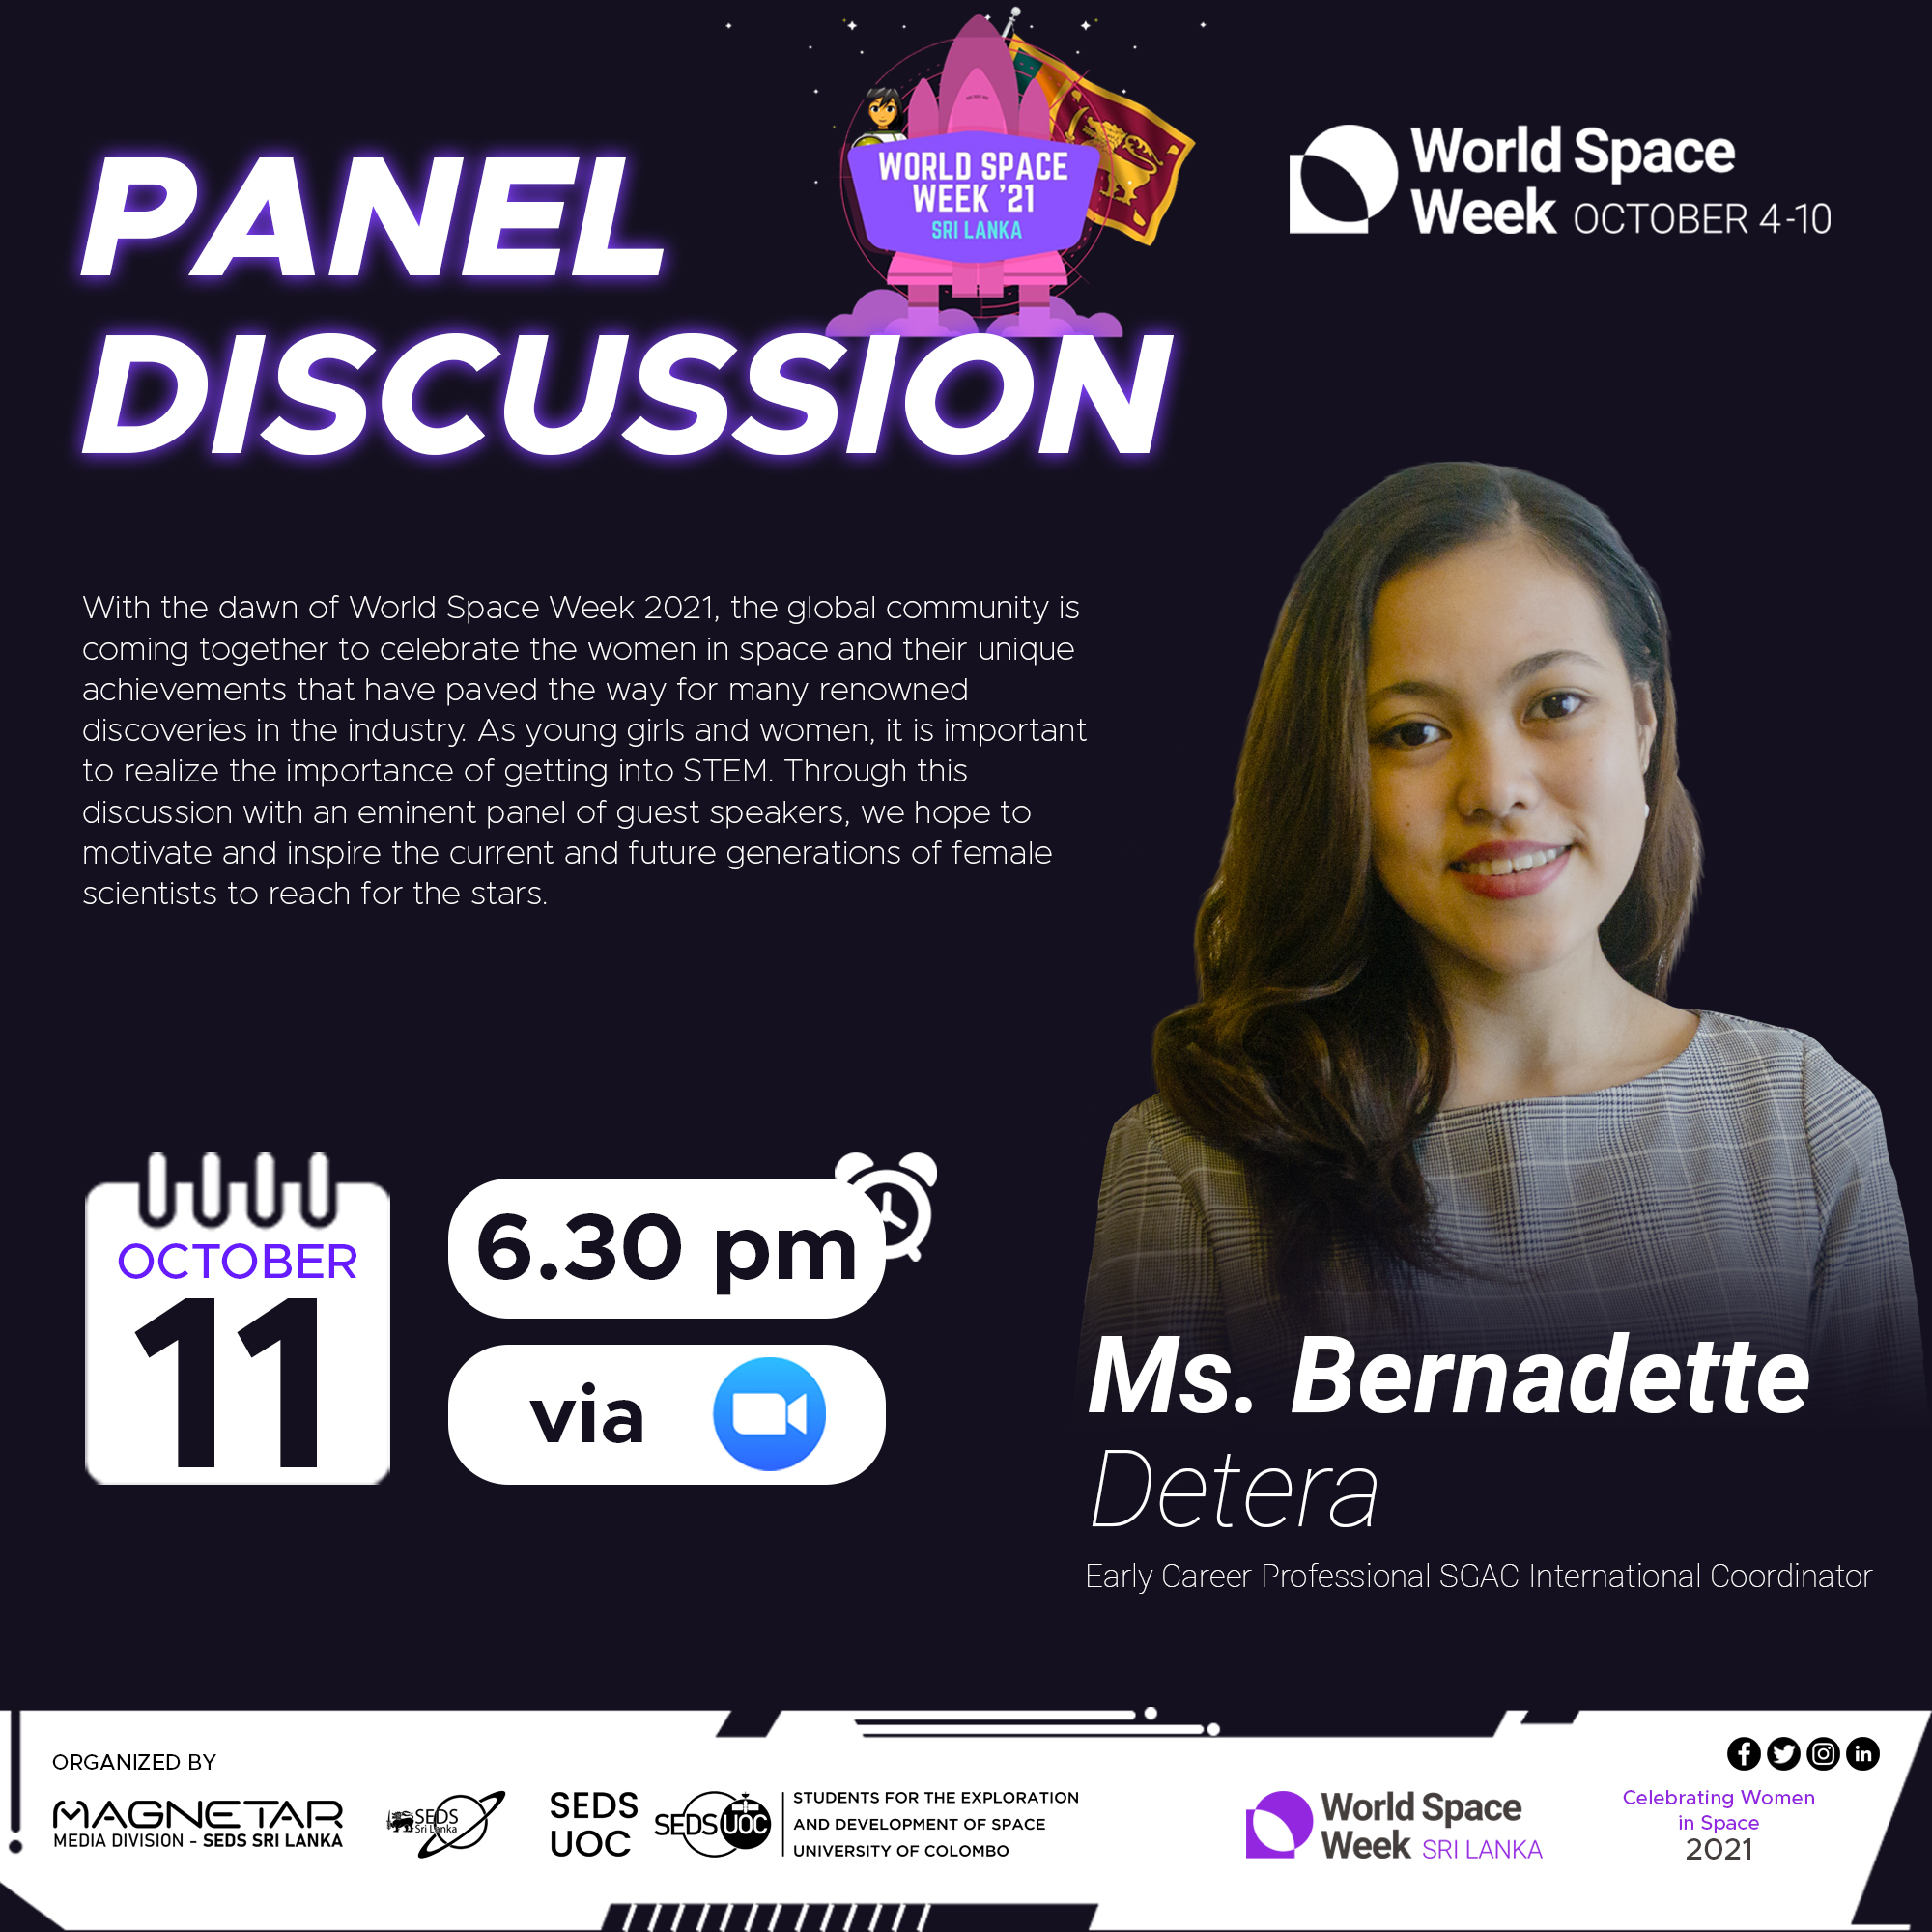 PANEL
DISCUSSION
WORLD SPACE
WEEK '21
SRI LANKA
World Space
Week OCTOBER 4-10
With the dawn of World Space Week 2021, the global community is
coming together to celebrate the women in space and their unique
achievements that have paved the way for many renowned
discoveries in the industry. As young girls and women, it is important
to realize the importance of getting into STEM. Through this
discussion with an eminent panel of guest speakers, we hope to
motivate and inspire the current and future generations of female
scientists to reach for the stars.
OCTOBER
11
6.30 pm
via
Ms. Bernadette
Detera
Early Career Professional SGAC International Coordinator
ORGANIZED BY
MAGNETAR
MEDIA DIVISION - SEDS SRI LANKA
SEDS
Sri Lanka
SEDS
UOC
SEDS UOC
STUDENTS FOR THE EXPLORATION
AND DEVELOPMENT OF SPACE
UNIVERSITY OF COLOMBO
World Space
Week SRI LANKA
Celebrating Women
in Space
2021